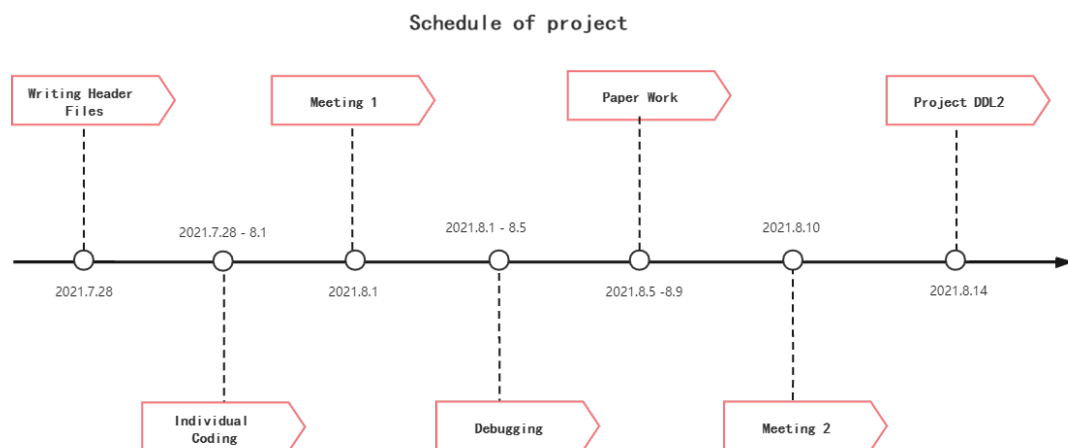 Schedule of project
Writing Header
Files
Meeting 1
Paper Work
Project DDL2
2021.7.28 - 8.1
2021.8.1 - 8.5
2021.8.10
2021.7.28
2021.8.1
2021.8.5 -8.9
2021.8.14
Individual
Coding
Debugging
Meeting 2